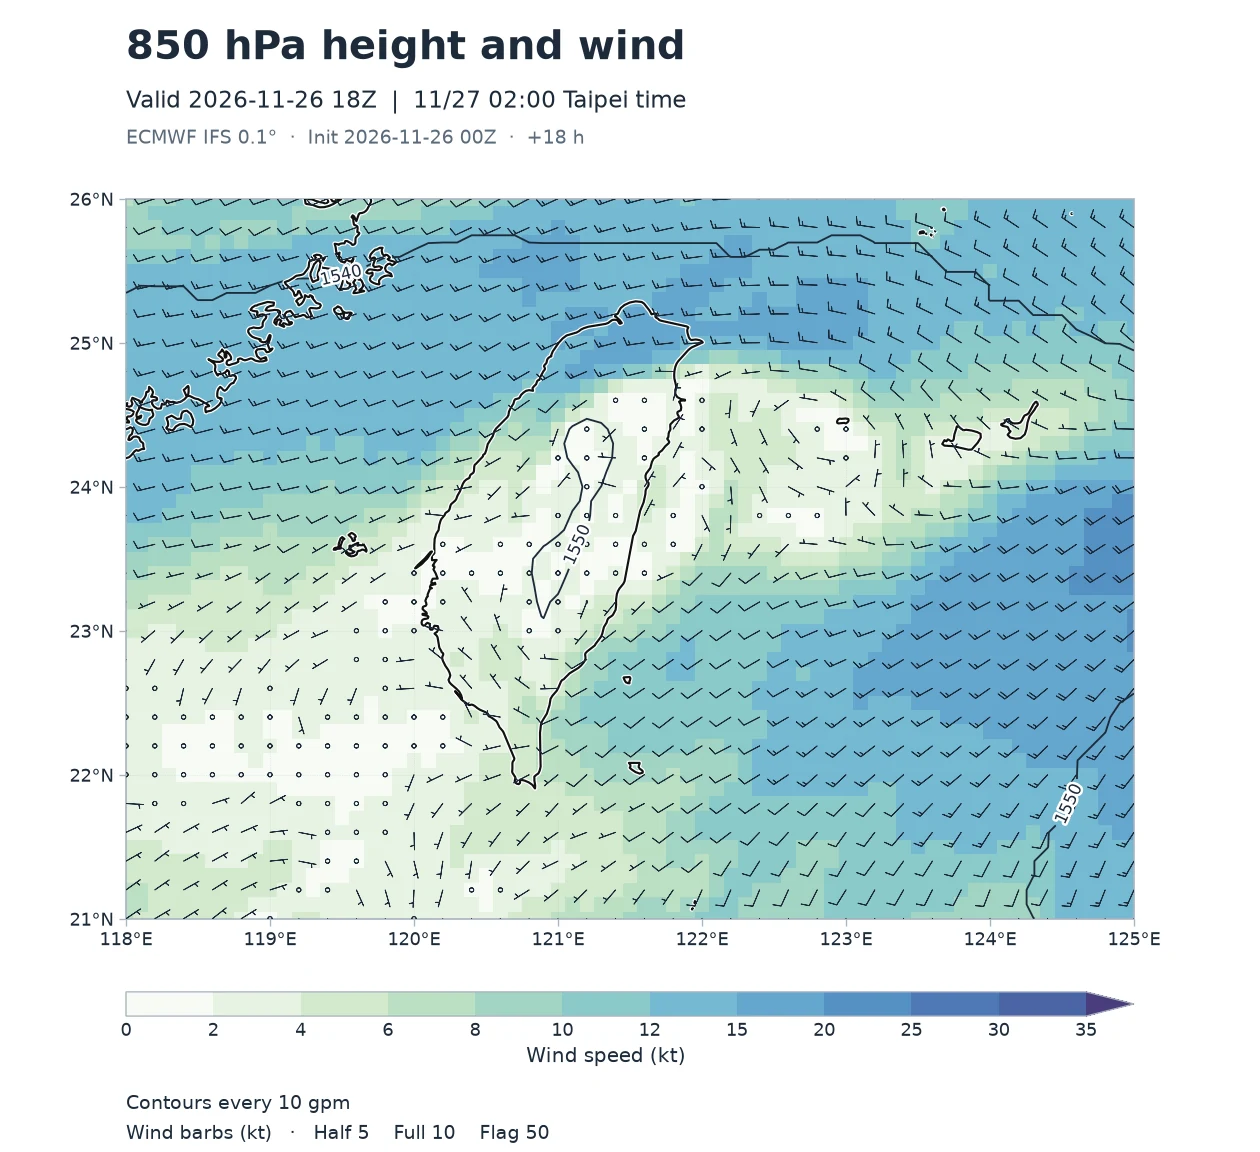 850 hPa height and wind
Valid 2026-11-26 18Z | 11/27 02:00 Taipei time
ECMWF IFS 0.1° · Init 2026-11-26 00Z · +18 h
26°N
1540
25°N
24°N
1550
23°N
22°N
1550
21°N
118°E 119°E 120°E 121°E 122°E 123°E 124°E 125°E
0 2 4 6 8 10 12 15 20 25 30 35
Wind speed (kt)
Contours every 10 gpm
Wind barbs (kt) · Half 5 Full 10 Flag 50